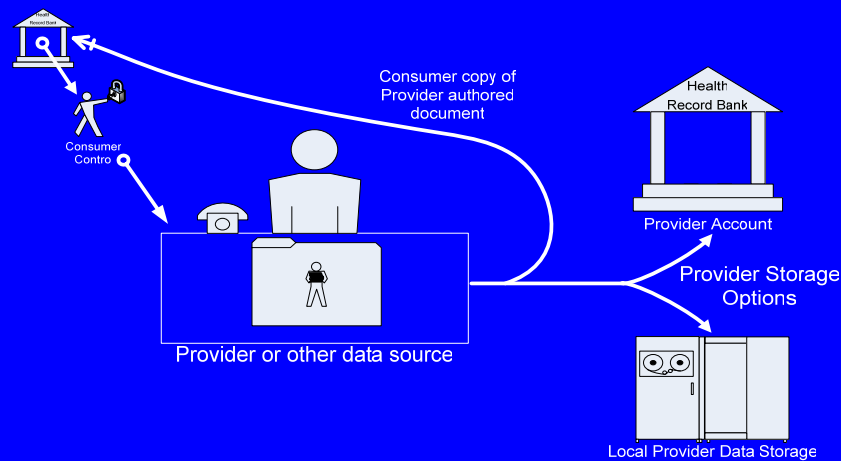 Health
Record Bank
Consumer
Contro
Consumer copy of
Provider authored
document
Health
Record Bank
Provider Account
Provider Storage
Options
Provider or other data source
Local Provider Data Storage